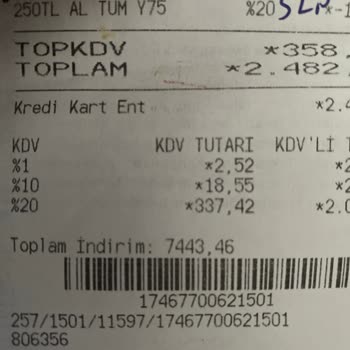 250TL AL TUM Y75 %20 *-1
TOPKDV *358,
TOPLAM *2.482,
Kredi Kart Ent *2.4
KDV KDV TUTARI KDV'Lİ T
%1 *2,52 *2
%10 *18,55 *2
%20 *337,42 *2.0
Toplam İndirim: 7443,46
17467700621501
257/1501/11597/17467700621501
806356